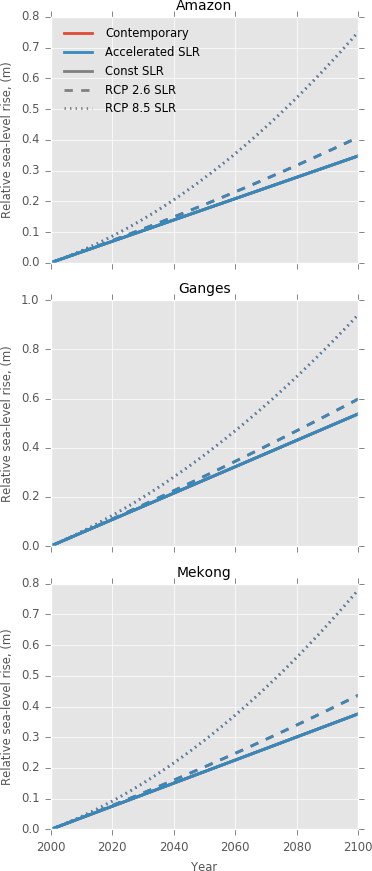 Amazon
0.8
0.7
0.6
0.5
0.4
0.3
0.2
0.1
0.0
Relative sea-level rise, (m)
Contemporary
Accelerated SLR
Const SLR
RCP 2.6 SLR
RCP 8.5 SLR
Ganges
1.0
0.8
0.6
0.4
0.2
0.0
Relative sea-level rise, (m)
Mekong
0.8
0.7
0.6
0.5
0.4
0.3
0.2
0.1
0.0
Relative sea-level rise, (m)
2000 2020 2040 2060 2080 2100
Year